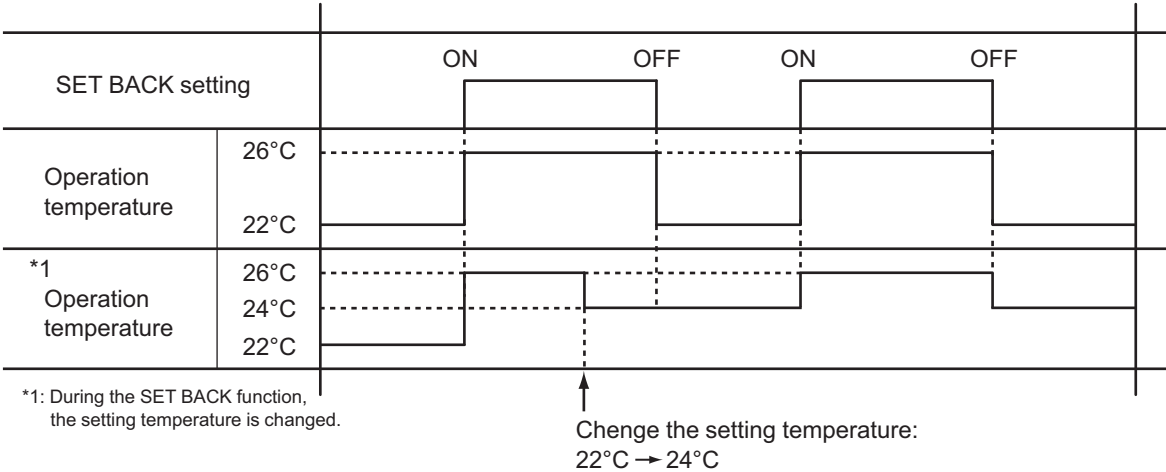 ON OFF ON OFF
SET BACK setting
26°C
Operation
temperature
22°C
*1
Operation
temperature
26°C
24°C
22°C
*1: During the SET BACK function,
the setting temperature is changed.
Chenge the setting temperature:
22°C → 24°C